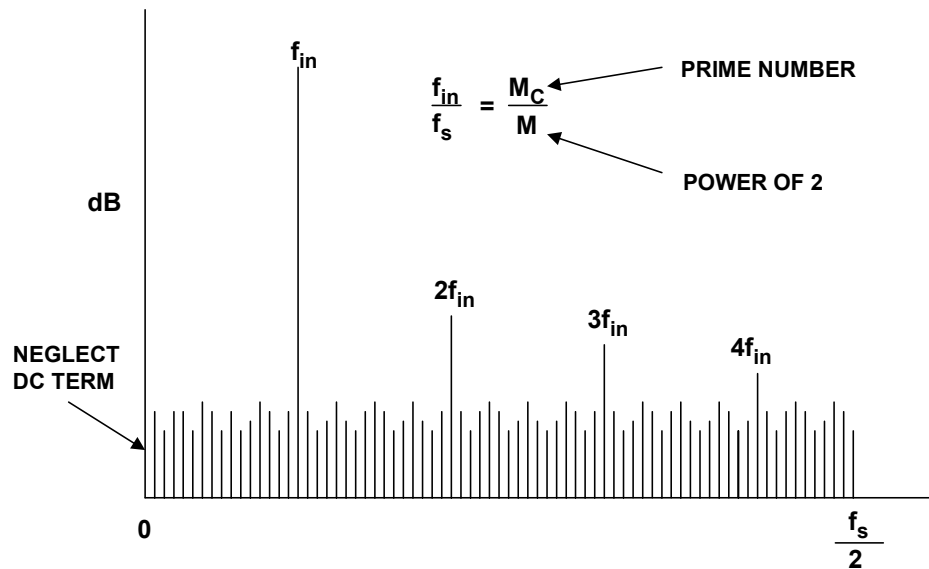 f_in
f_in / f_s = M_C / M
PRIME NUMBER
POWER OF 2
dB
2f_in
3f_in
4f_in
NEGLECT
DC TERM
0
f_s / 2